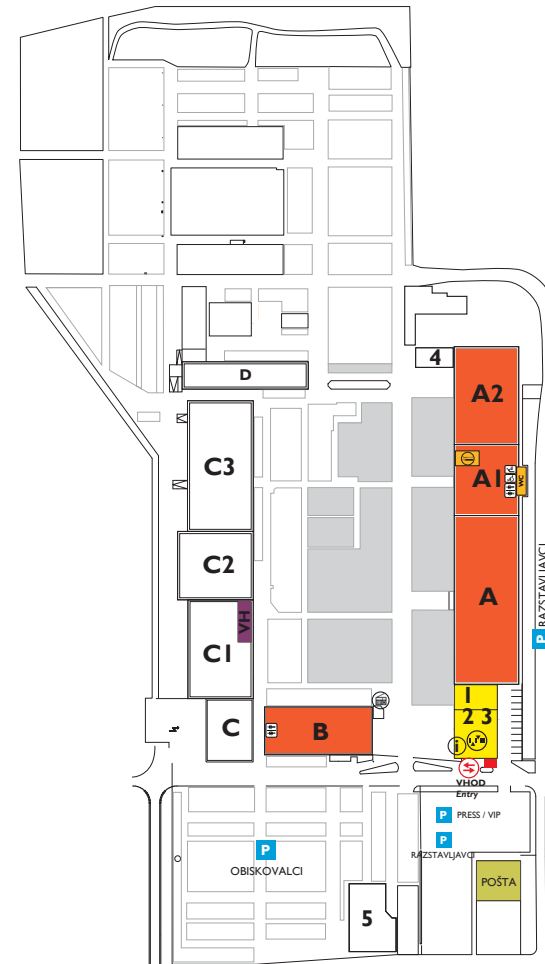 4
A2
D
C3
A1
WC
C2
A
P RAZSTAVLJAVCI
VH
C1
1
2 3
C
B
i
VHOD
Entry
P PRESS / VIP
P
RAZSTAVLJAVCI
P
OBISKOVALCI
POŠTA
5